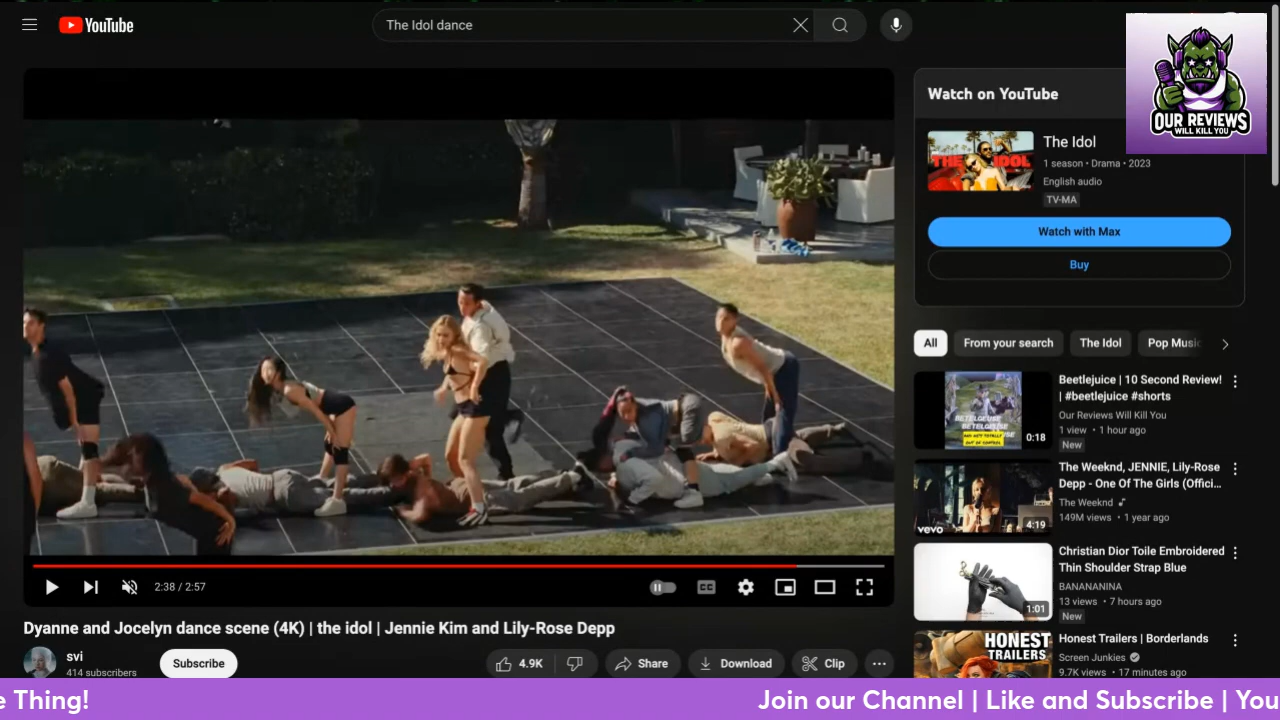 YouTube
The Idol dance
OUR REVIEWS
WILL KILL YOU
Watch on YouTube
THE IDOL
The Idol
1 season • Drama • 2023
English audio
TV-MA
Watch with Max
Buy
All
From your search
The Idol
Pop Music
BETELGEUSE
BETELGEUSE
Beetlejuice | 10 Second Review!
| #beetlejuice #shorts
Our Reviews Will Kill You
1 view • 1 hour ago
New
0:18
The Weeknd, JENNIE, Lily-Rose
Depp - One Of The Girls (Offici...
The Weeknd
149M views • 1 year ago
vevo
4:19
Christian Dior Toile Embroidered
Thin Shoulder Strap Blue
BANANANINA
13 views • 7 hours ago
New
1:01
HONEST
TRAILERS
Honest Trailers | Borderlands
Screen Junkies
9.7K views • 17 minutes ago
2:38 / 2:57
CC
Dyanne and Jocelyn dance scene (4K) | the idol | Jennie Kim and Lily-Rose Depp
svi
414 subscribers
Subscribe
4.9K
Share
Download
Clip
e Thing!
Join our Channel | Like and Subscribe | You